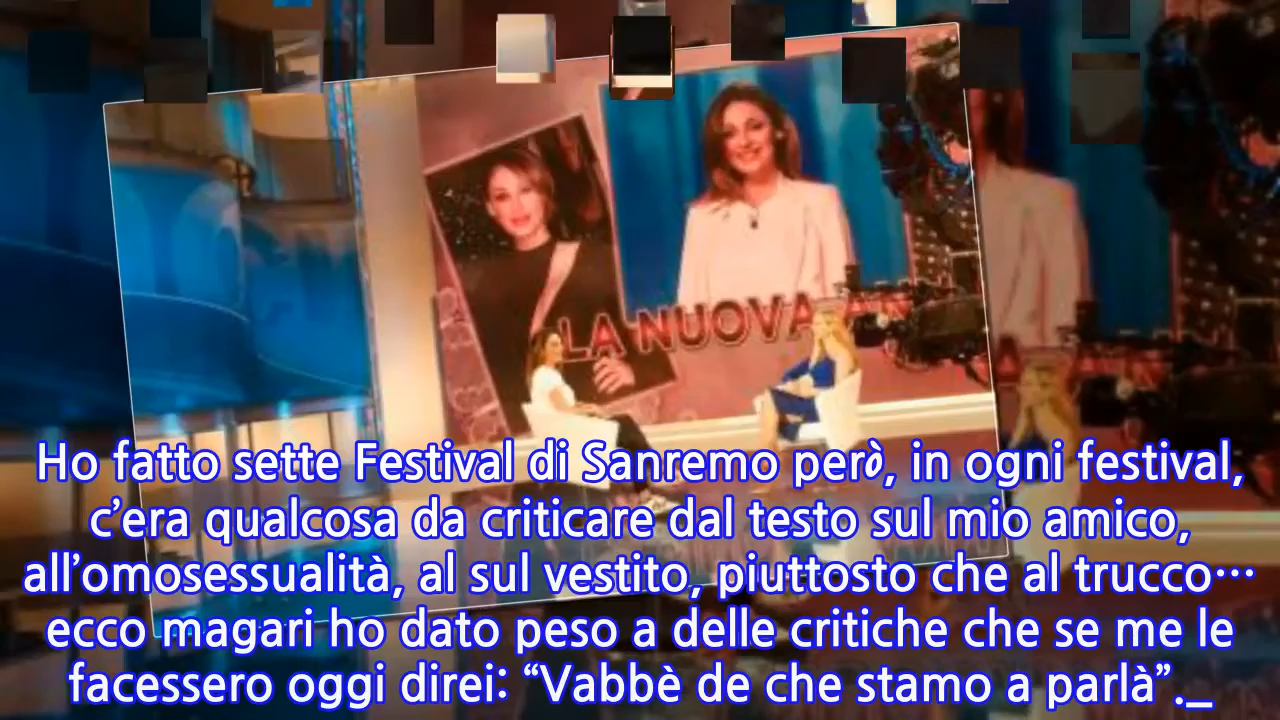 LA NUOVA AN
Ho fatto sette Festival di Sanremo però, in ogni festival,
c’era qualcosa da criticare dal testo sul mio amico,
all’omosessualità, al sul vestito, piuttosto che al trucco…
ecco magari ho dato peso a delle critiche che se me le
facessero oggi direi: “Vabbè de che stamo a parlà”._